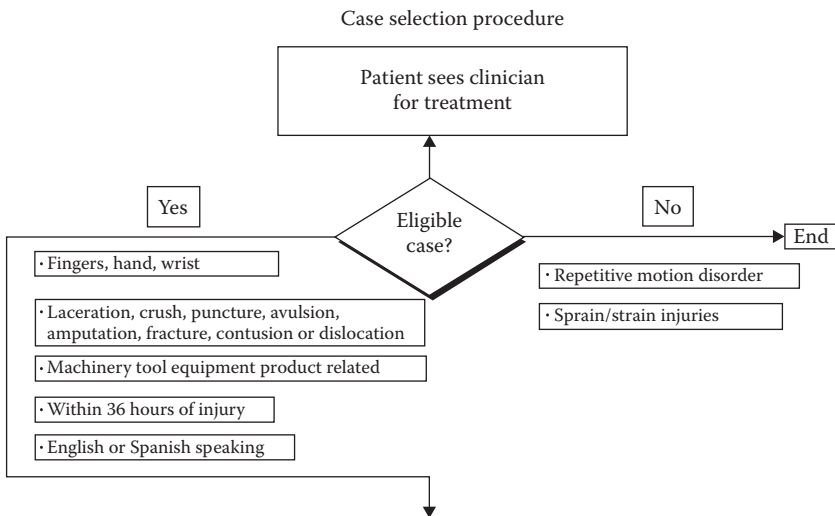 Case selection procedure
Patient sees clinician
for treatment
Yes
Eligible
case?
No
End
· Fingers, hand, wrist
· Laceration, crush, puncture, avulsion,
amputation, fracture, contusion or dislocation
· Machinery tool equipment product related
· Within 36 hours of injury
· English or Spanish speaking
· Repetitive motion disorder
· Sprain/strain injuries